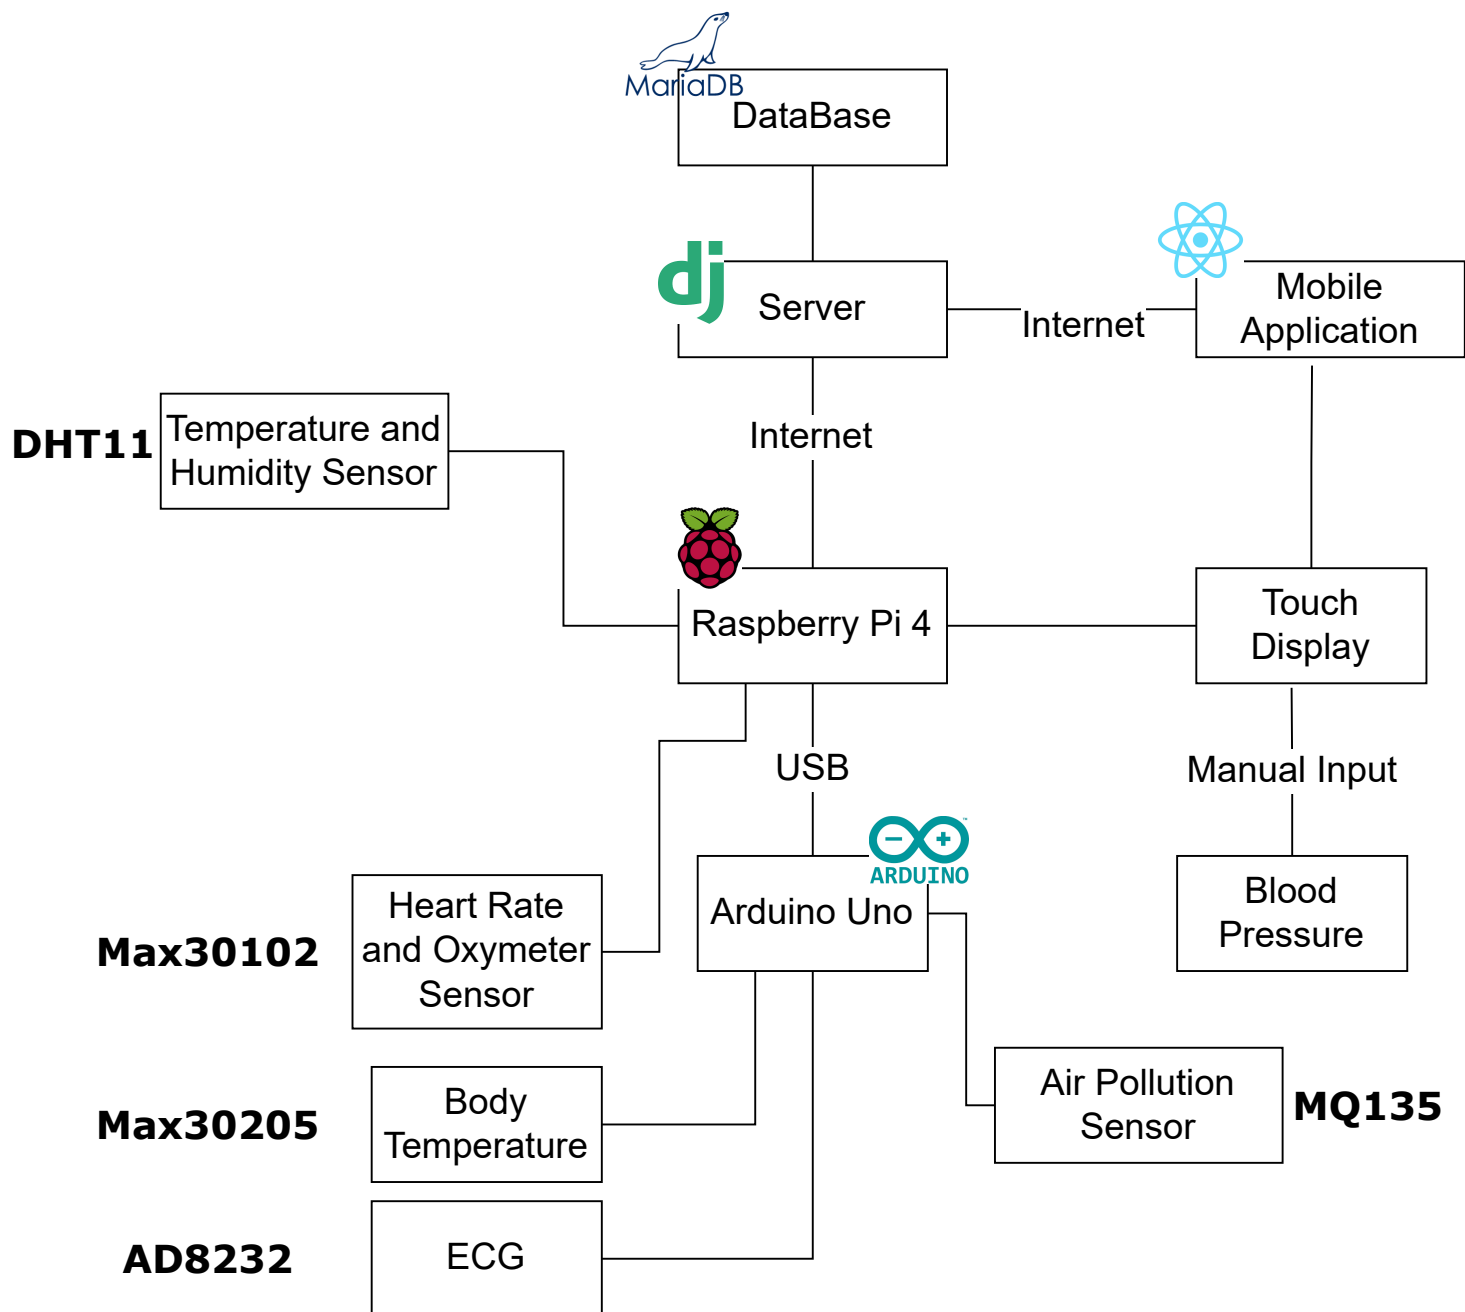 MariaDB
DataBase
dj
Server
Internet
Mobile
Application
DHT11
Temperature and
Humidity Sensor
Internet
Raspberry Pi 4
Touch
Display
USB
Manual Input
ARDUINO
Arduino Uno
Blood
Pressure
Max30102
Heart Rate
and Oxymeter
Sensor
Max30205
Body
Temperature
Air Pollution
Sensor
MQ135
AD8232
ECG